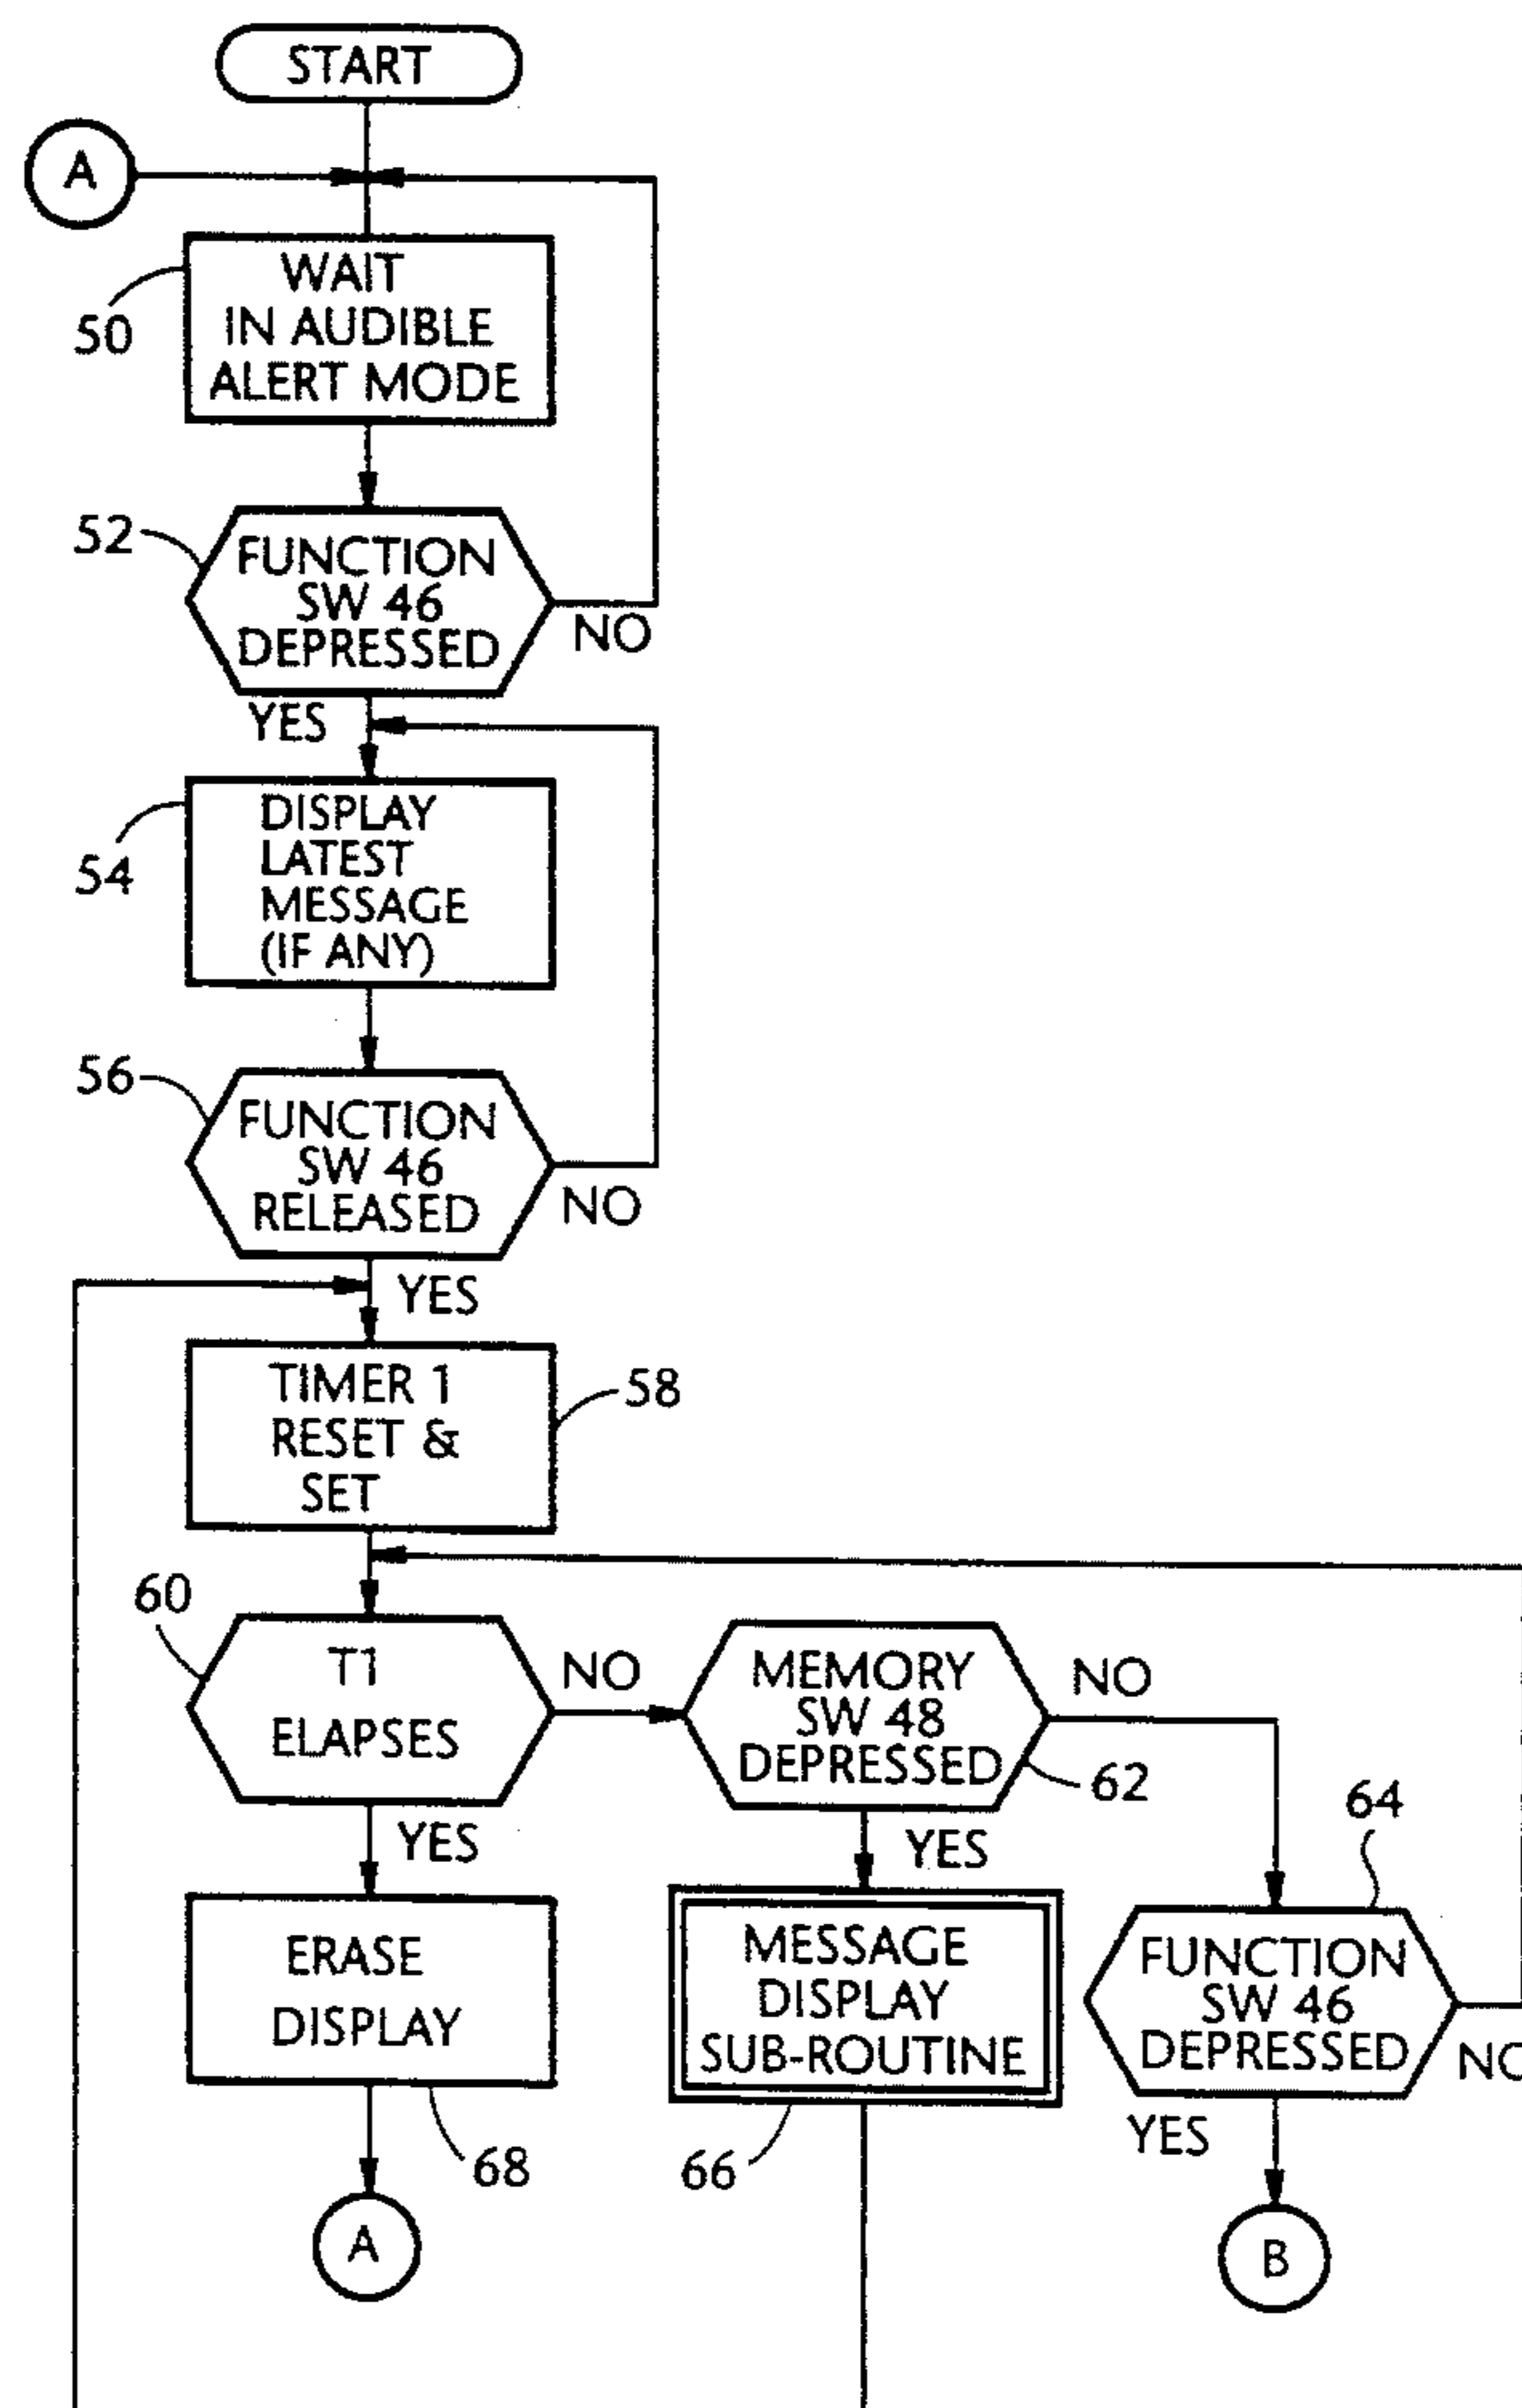 START
A
WAIT
IN AUDIBLE
ALERT MODE
50
52
FUNCTION
SW 46
DEPRESSED
NO
YES
DISPLAY
LATEST
MESSAGE
(IF ANY)
54
56
FUNCTION
SW 46
RELEASED
NO
YES
TIMER 1
RESET &
SET
58
60
T1
ELAPSES
NO
MEMORY
SW 48
DEPRESSED
NO
62
64
YES
YES
ERASE
DISPLAY
MESSAGE
DISPLAY
SUB-ROUTINE
FUNCTION
SW 46
DEPRESSED
NO
YES
68
66
A
B